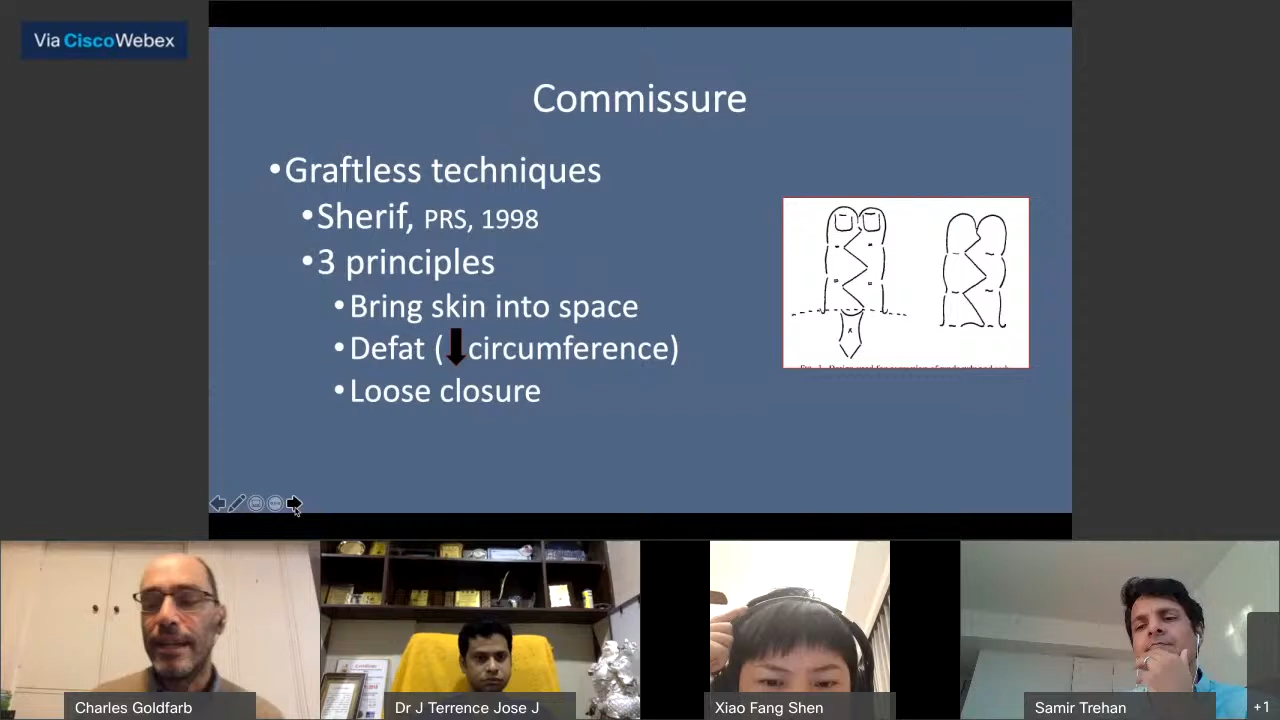 Via CiscoWebex
Commissure
•Graftless techniques
•Sherif, PRS, 1998
•3 principles
•Bring skin into space
•Defat (⬇circumference)
•Loose closure
Charles Goldfarb
Dr J Terrence Jose J
Xiao Fang Shen
Samir Trehan
+1